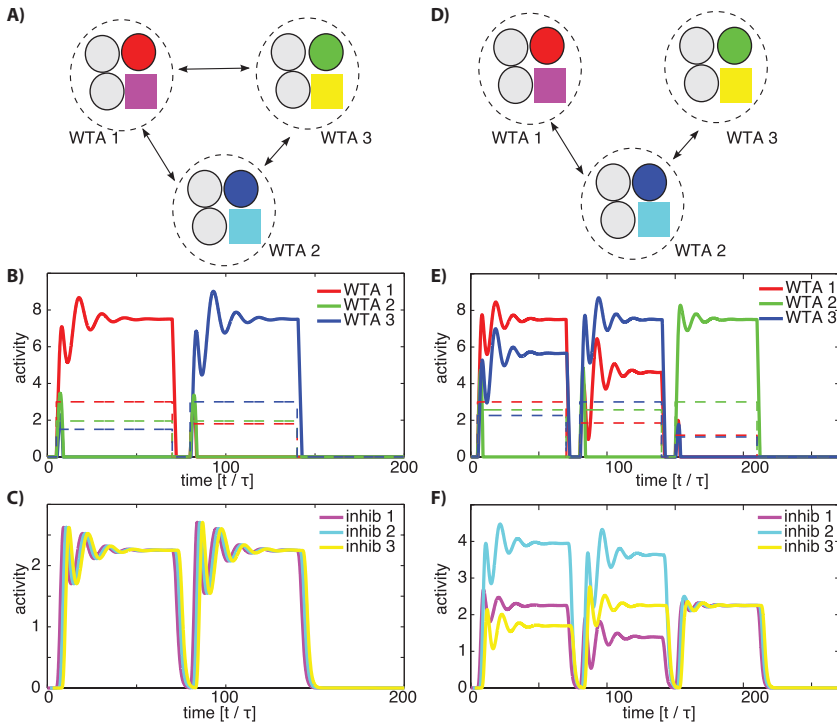 A)
WTA 1
WTA 3
WTA 2
D)
WTA 1
WTA 3
WTA 2
B)
activity
8
6
4
2
0
0
100
200
time [t / τ]
WTA 1
WTA 2
WTA 3
E)
activity
10
8
6
4
2
0
0
100
200
time [t / τ]
WTA 1
WTA 2
WTA 3
C)
activity
2
1
0
0
100
200
time [t / τ]
inhib 1
inhib 2
inhib 3
F)
activity
5
4
3
2
1
0
0
100
200
time [t / τ]
inhib 1
inhib 2
inhib 3